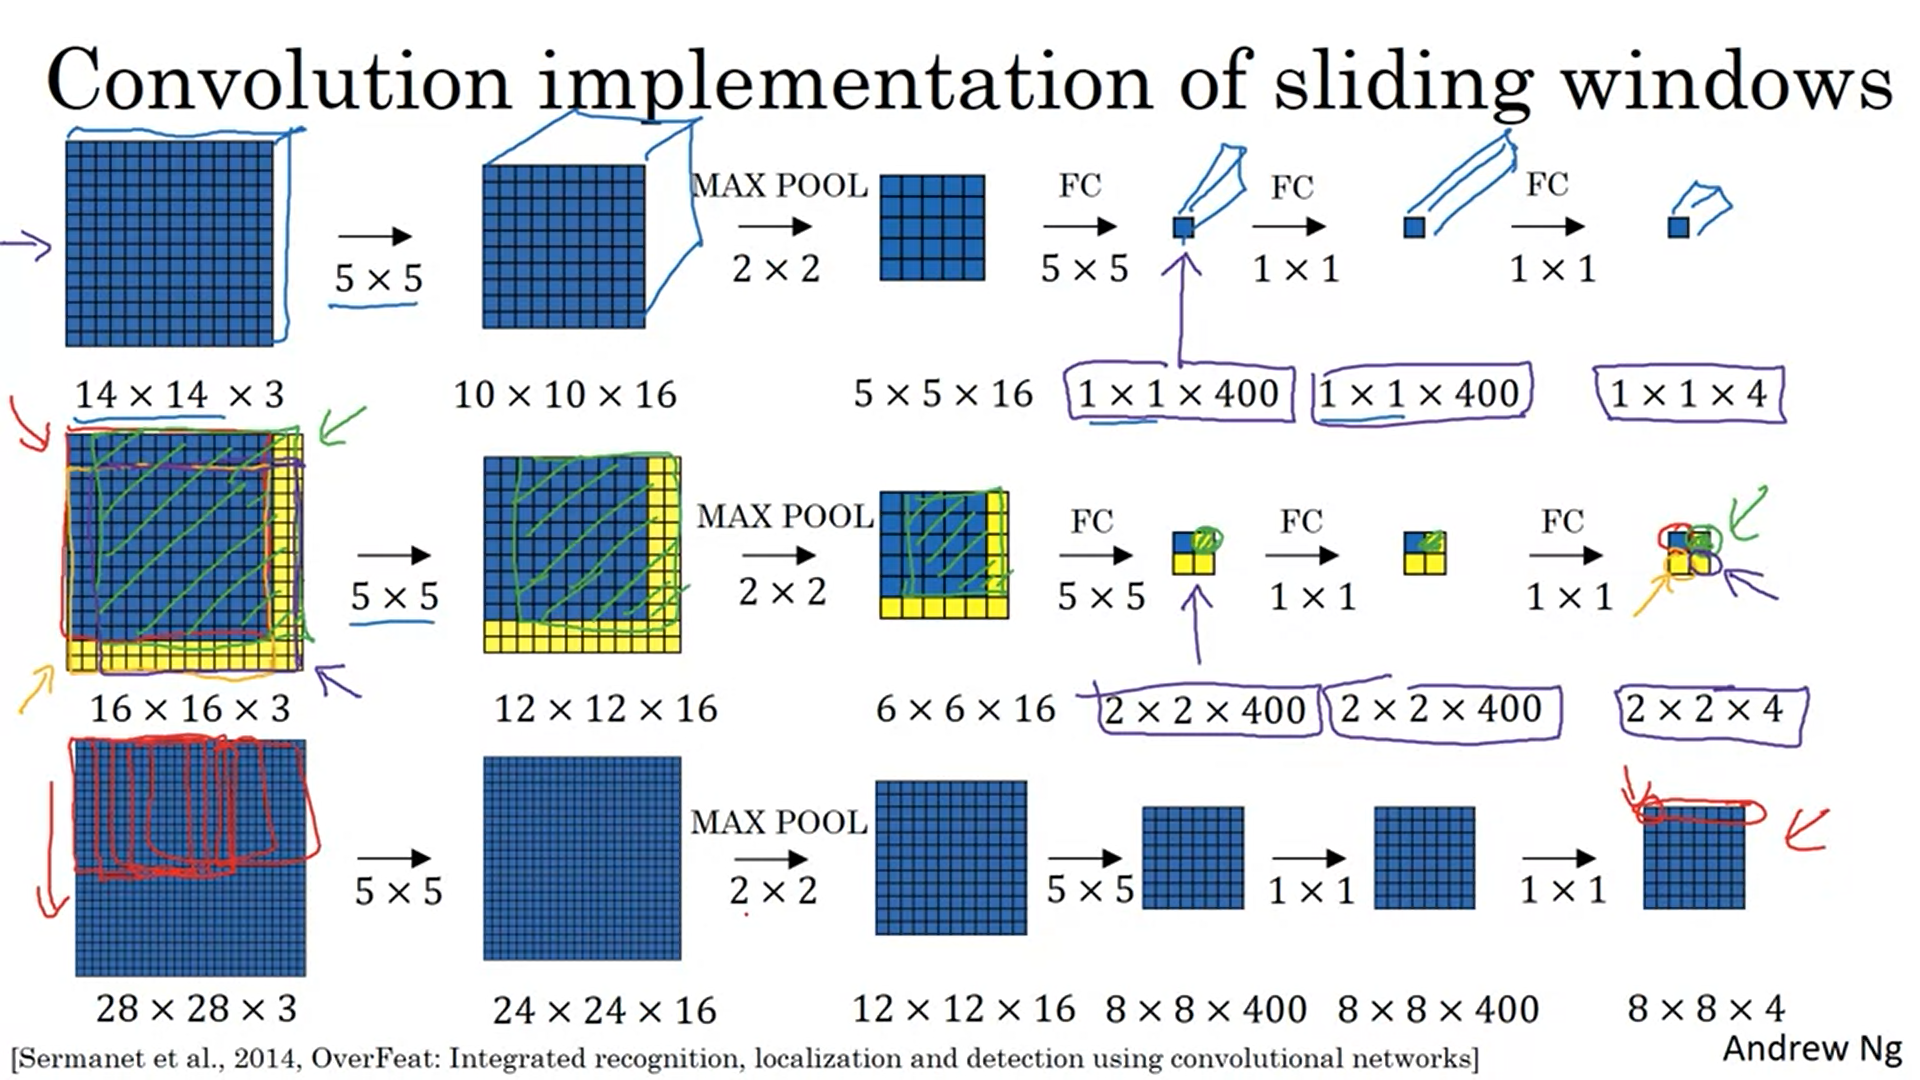 Convolution implementation of sliding windows
MAX POOL FC FC FC
5 × 5 2 × 2 5 × 5 1 × 1 1 × 1
14 × 14 × 3 10 × 10 × 16 5 × 5 × 16 1 × 1 × 400 1 × 1 × 400 1 × 1 × 4
MAX POOL FC FC FC
5 × 5 2 × 2 5 × 5 1 × 1 1 × 1
16 × 16 × 3 12 × 12 × 16 6 × 6 × 16 2 × 2 × 400 2 × 2 × 400 2 × 2 × 4
MAX POOL
5 × 5 2 × 2 5 × 5 1 × 1 1 × 1
28 × 28 × 3 24 × 24 × 16 12 × 12 × 16 8 × 8 × 400 8 × 8 × 400 8 × 8 × 4
[Sermanet et al., 2014, OverFeat: Integrated recognition, localization and detection using convolutional networks]
Andrew Ng